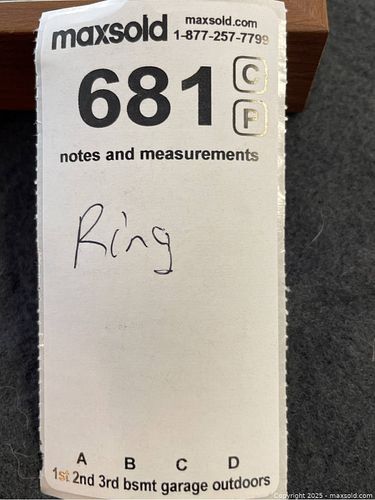 maxsold maxsold.com
1-877-257-7799
681 C
P
notes and measurements
Ring
A B C D
1st 2nd 3rd bsmt garage outdoors
Copyright © 2025 - maxsold.com